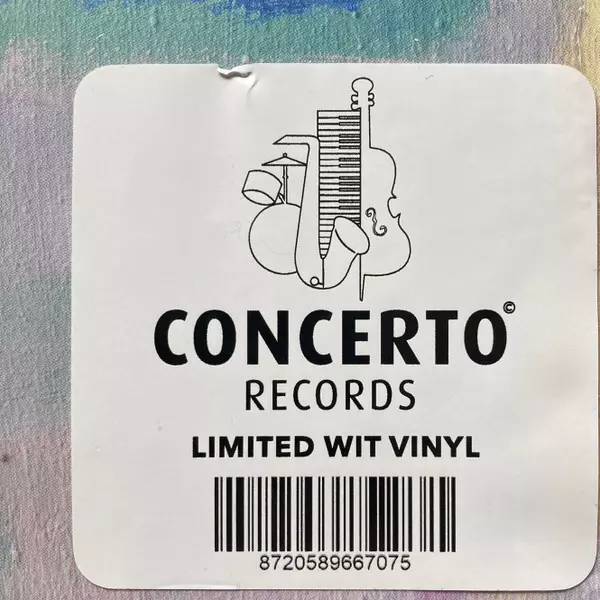 CONCERTO©
RECORDS
LIMITED WIT VINYL
8720589667075